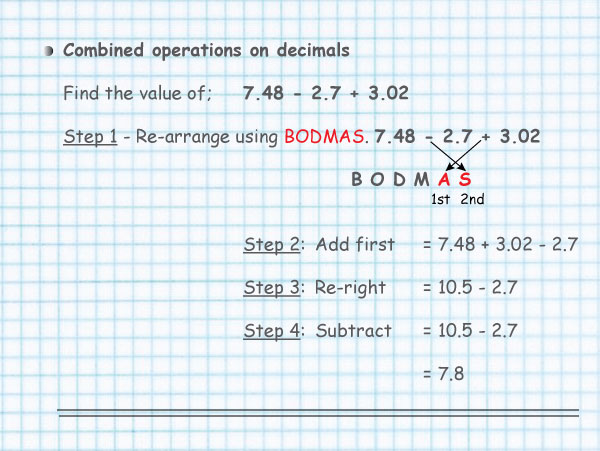 Combined operations on decimals
Find the value of; 7.48 - 2.7 + 3.02
Step 1 - Re-arrange using BODMAS. 7.48 - 2.7 + 3.02
B O D M A S
1st 2nd
Step 2: Add first = 7.48 + 3.02 - 2.7
Step 3: Re-right = 10.5 - 2.7
Step 4: Subtract = 10.5 - 2.7
= 7.8